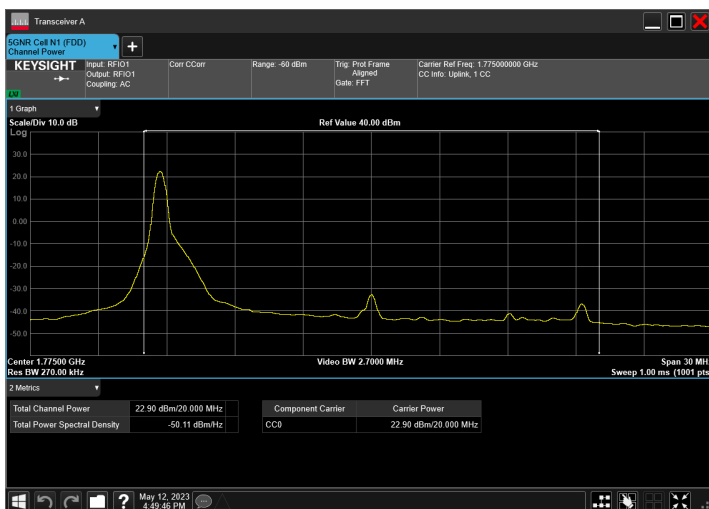 Transceiver A
5GNR Cell N1 (FDD)
Channel Power
KEYSIGHT
Input: RFIO1
Output: RFIO1
Coupling: AC
Corr CCorr
Range: -60 dBm
Trig: Prot Frame
Aligned
Gate: FFT
Carrier Ref Freq: 1.775000000 GHz
CC Info: Uplink, 1 CC
LXI
1 Graph
Scale/Div 10.0 dB
Ref Value 40.00 dBm
Log
30.0
20.0
10.0
0.00
-10.0
-20.0
-30.0
-40.0
-50.0
Center 1.77500 GHz
Video BW 2.7000 MHz
Span 30 MH
Res BW 270.00 kHz
Sweep 1.00 ms (1001 pts
2 Metrics
Total Channel Power 22.90 dBm/20.000 MHz
Total Power Spectral Density -50.11 dBm/Hz
Component Carrier Carrier Power
CC0 22.90 dBm/20.000 MHz
May 12, 2023
4:49:46 PM